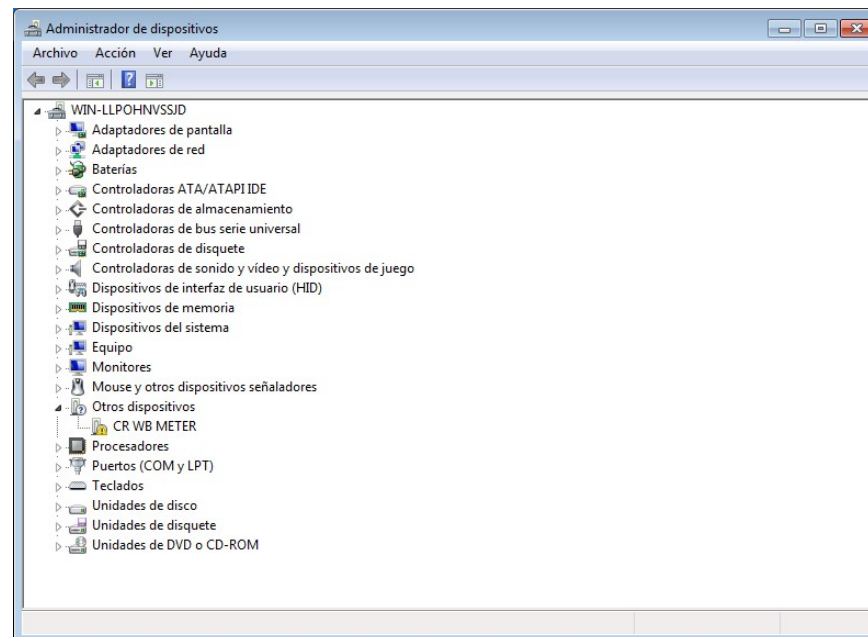 Administrador de dispositivos
Archivo Acción Ver Ayuda
WIN-LLPOHNVSSJD
Adaptadores de pantalla
Adaptadores de red
Baterías
Controladoras ATA/ATAPI IDE
Controladoras de almacenamiento
Controladoras de bus serie universal
Controladoras de disquete
Controladoras de sonido y vídeo y dispositivos de juego
Dispositivos de interfaz de usuario (HID)
Dispositivos de memoria
Dispositivos del sistema
Equipo
Monitores
Mouse y otros dispositivos señaladores
Otros dispositivos
CR WB METER
Procesadores
Puertos (COM y LPT)
Teclados
Unidades de disco
Unidades de disquete
Unidades de DVD o CD-ROM